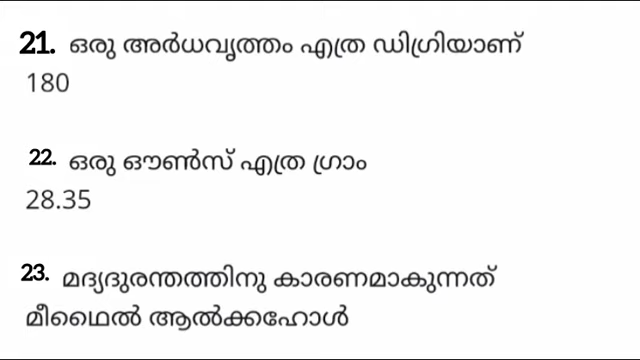 21. ഒരു അർധവൃത്തം എത്ര ഡിഗ്രിയാണ്
180
22. ഒരു ഔൺസ് എത്ര ഗ്രാം
28.35
23. മദ്യദുരന്തത്തിനു കാരണമാകുന്നത്
മീഥൈൽ ആൽക്കഹോൾ